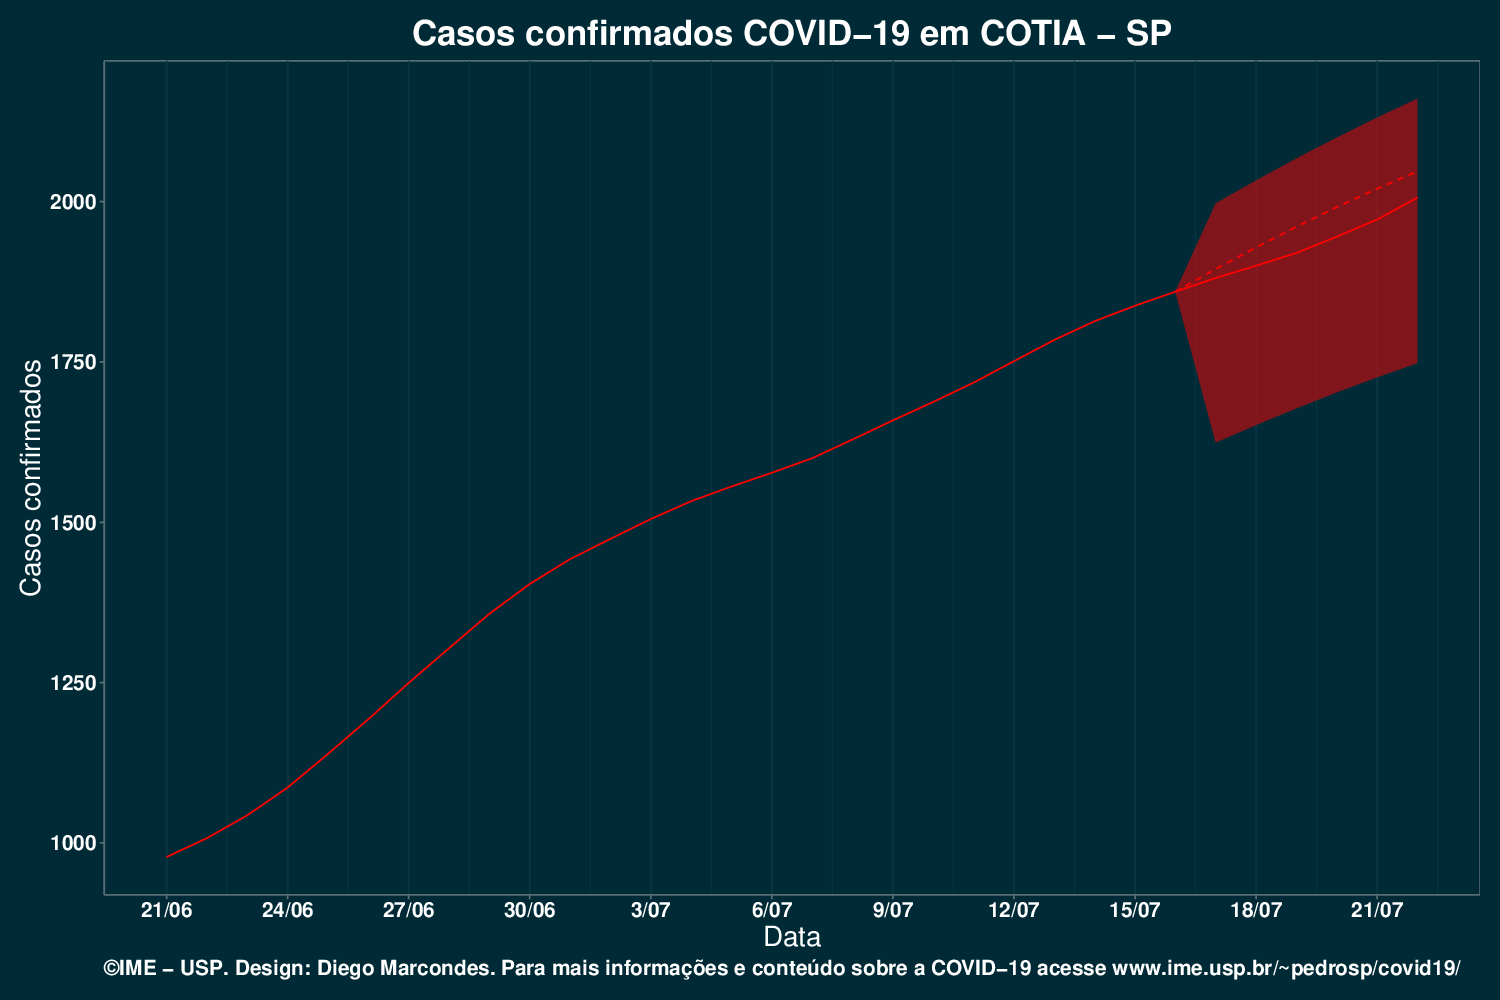 Casos confirmados COVID−19 em COTIA − SP
Casos confirmados
2000
1750
1500
1250
1000
21/06 24/06 27/06 30/06 3/07 6/07 9/07 12/07 15/07 18/07 21/07
Data
©IME − USP. Design: Diego Marcondes. Para mais informações e conteúdo sobre a COVID−19 acesse www.ime.usp.br/~pedrosp/covid19/